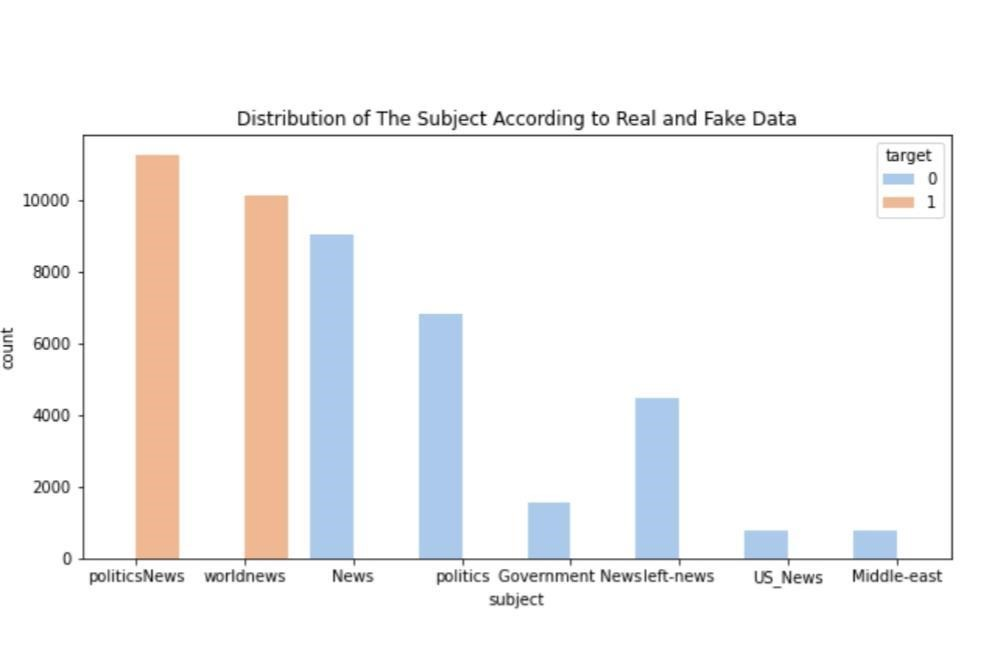 Distribution of The Subject According to Real and Fake Data
target
0
1
10000
8000
6000
4000
2000
0
count
politicsNews worldnews News politics Government News left-news US_News Middle-east
subject